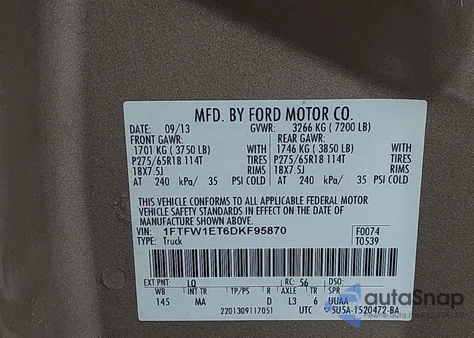 MFD. BY FORD MOTOR CO.
DATE: 09/13 GVWR: 3266 KG ( 7200 LB)
FRONT GAWR: REAR GAWR:
1701 KG ( 3750 LB) WITH 1746 KG ( 3850 LB) WITH
P275/65R18 114T TIRES P275/65R18 114T TIRES
18X7.5J RIMS 18X7.5J RIMS
AT 240 kPa/ 35 PSI COLD AT 240 kPa/ 35 PSI COLD
THIS VEHICLE CONFORMS TO ALL APPLICABLE FEDERAL MOTOR
VEHICLE SAFETY STANDARDS IN EFFECT ON THE DATE OF
MANUFACTURE SHOWN ABOVE.
VIN: 1FTFW1ET6DKF95870 F0074
TYPE: Truck T0539
EXT PNT: LQ RC: 56 DSO:
WB INT TR TP/PS R AXLE TR SPR
145 MA D L3 6 UUAA
2201309117051 UTC 5U5A-1520472-BA
autoSnap